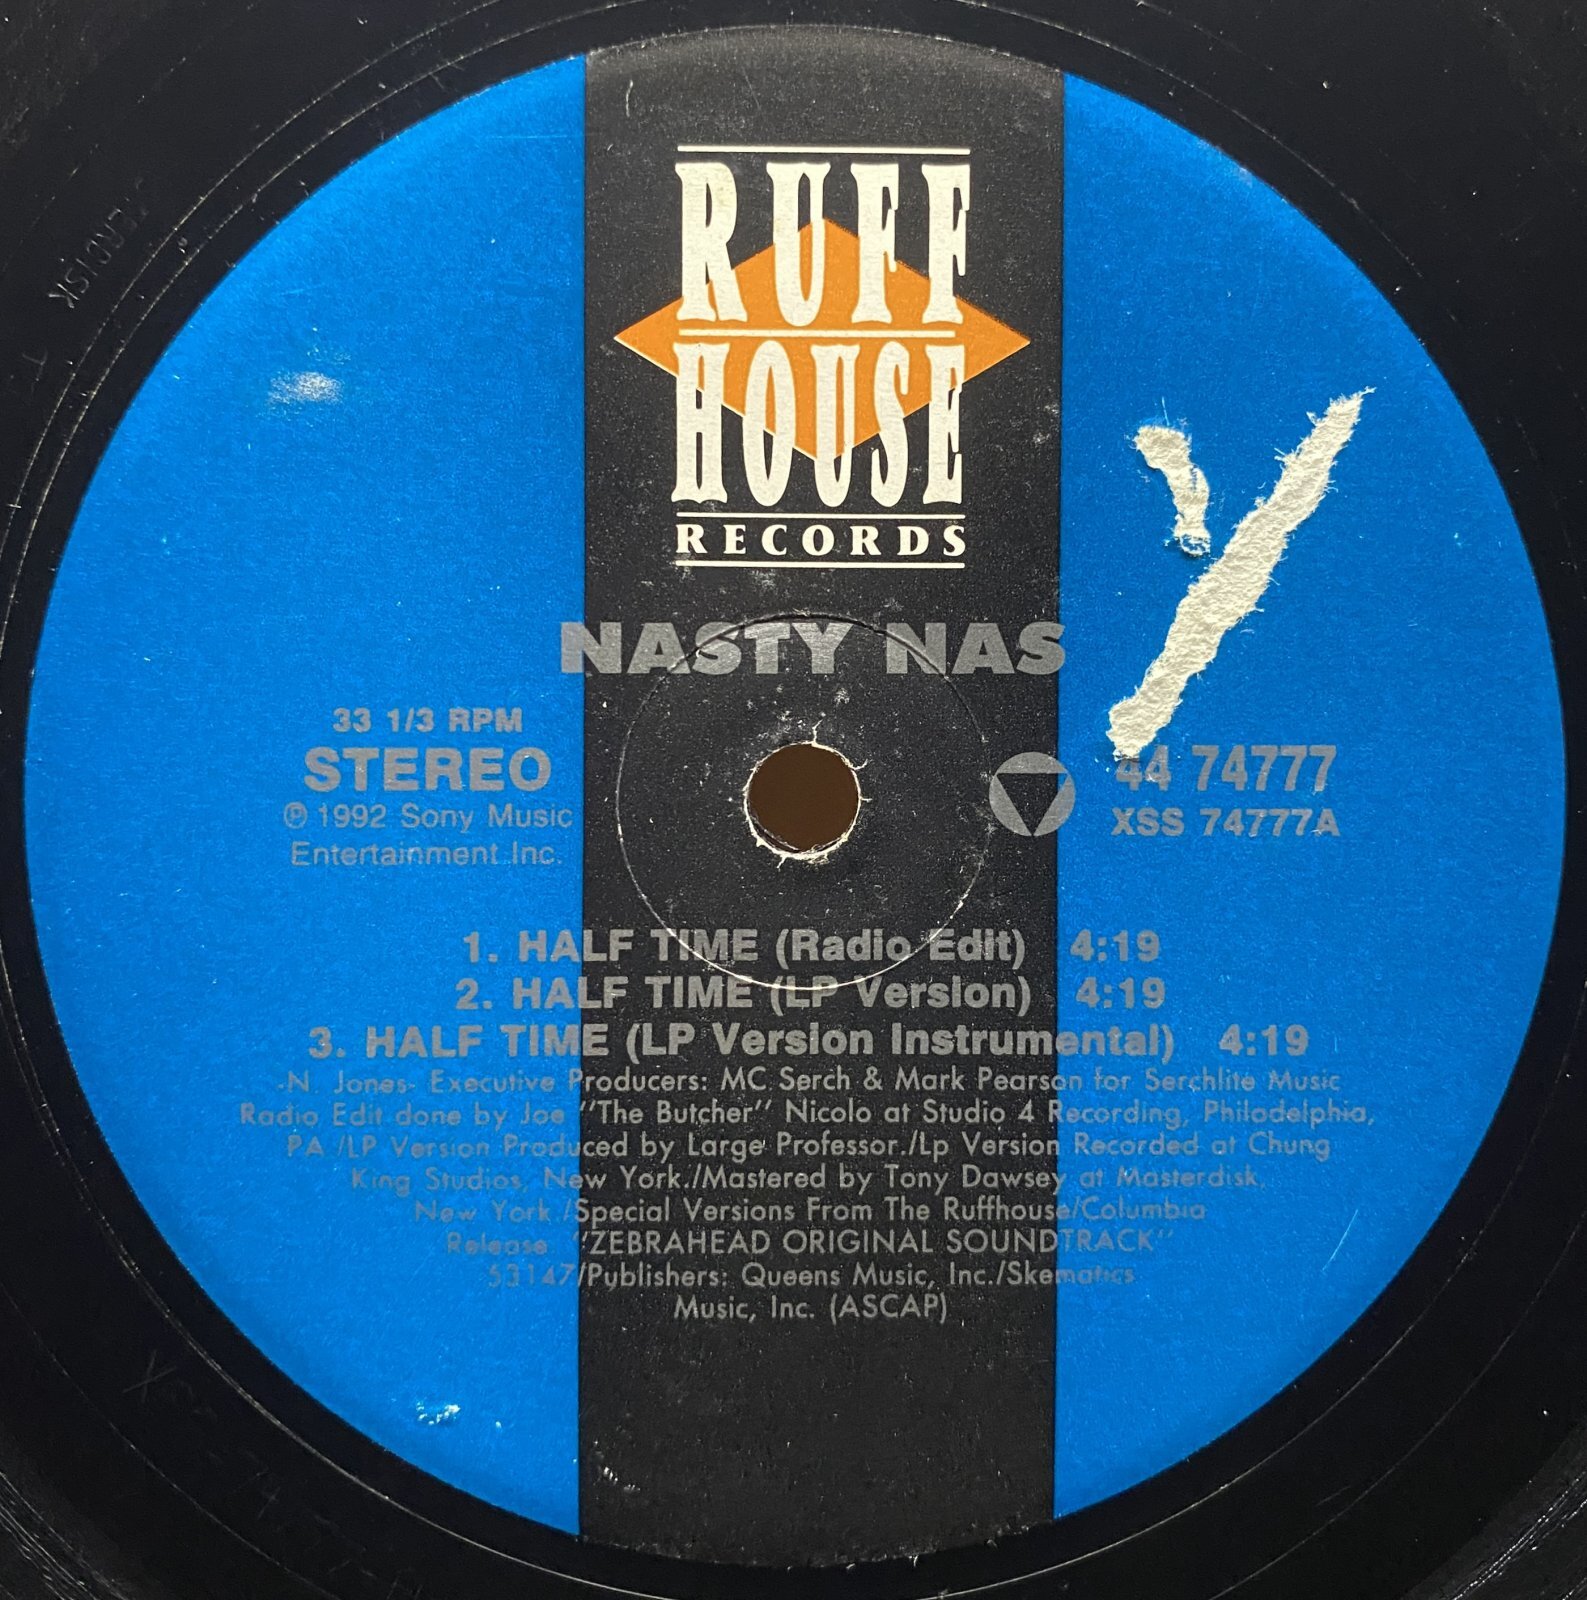 RUFF
HOUSE
RECORDS
NASTY NAS
33 1/3 RPM
STEREO
℗ 1992 Sony Music
Entertainment Inc.
44 74777
XSS 74777A
1. HALF TIME (Radio Edit) 4:19
2. HALF TIME (LP Version) 4:19
3. HALF TIME (LP Version Instrumental) 4:19
-N. Jones- Executive Producers: MC Serch & Mark Pearson for Serchlite Music
Radio Edit done by Joe "The Butcher" Nicolo at Studio 4 Recording, Philodelphia,
PA./LP Version Produced by Large Professor./Lp Version Recorded at Chung
King Studios, New York./Mastered by Tony Dawsey at Masterdisk,
New York./Special Versions From The Ruffhouse/Columbia
Release "ZEBRAHEAD ORIGINAL SOUNDTRACK"
53147/Publishers: Queens Music, Inc./Skematics
Music, Inc. (ASCAP)